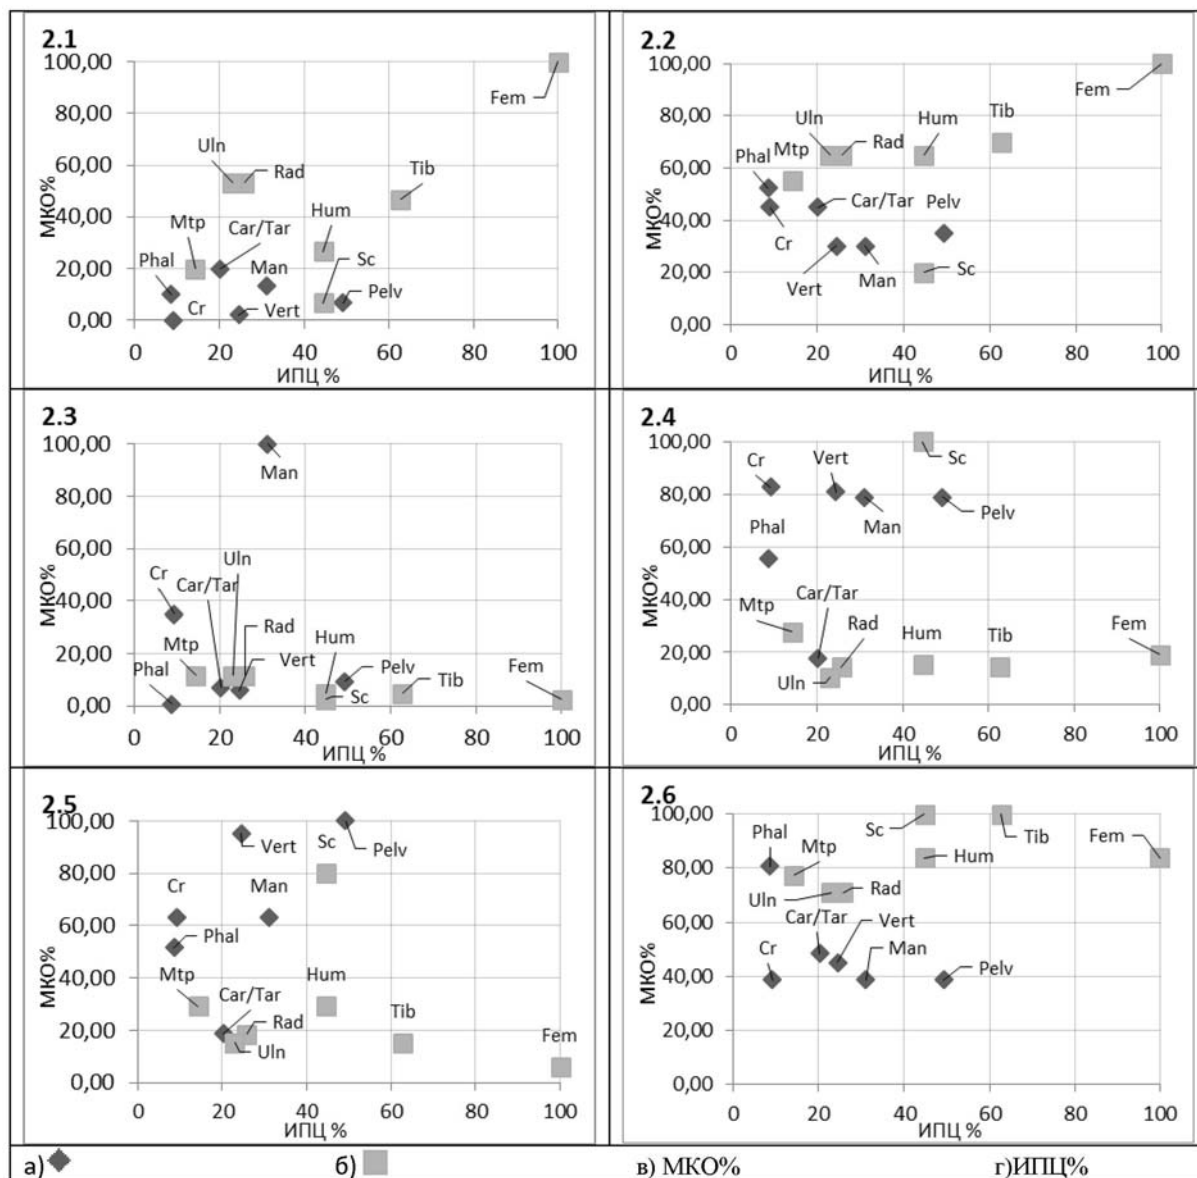 2.1
100,00
80,00
60,00
40,00
20,00
0,00
МКО%
Fem
Uln
Rad
Tib
Mtp
Car/Tar
Hum
Phal
Man
Sc
Cr
Vert
Pelv
0 20 40 60 80 100
ИПЦ %
2.2
100,00
80,00
60,00
40,00
20,00
0,00
МКО%
Fem
Uln
Hum
Tib
Phal
Mtp
Rad
Car/Tar
Pelv
Cr
Vert
Man
Sc
0 20 40 60 80 100
ИПЦ %
2.3
100,00
80,00
60,00
40,00
20,00
0,00
МКО%
Man
Uln
Cr
Car/Tar
Mtp
Rad
Hum
Phal
Vert
Pelv
Sc
Tib
Fem
0 20 40 60 80 100
ИПЦ %
2.4
100,00
80,00
60,00
40,00
20,00
0,00
МКО%
Cr
Vert
Sc
Man
Pelv
Phal
Mtp
Car/Tar
Rad
Hum
Tib
Fem
Uln
0 20 40 60 80 100
ИПЦ %
2.5
100,00
80,00
60,00
40,00
20,00
0,00
МКО%
Vert
Sc
Pelv
Cr
Man
Phal
Mtp
Car/Tar
Hum
Rad
Tib
Uln
Fem
0 20 40 60 80 100
ИПЦ %
2.6
100,00
80,00
60,00
40,00
20,00
0,00
МКО%
Phal
Mtp
Sc
Tib
Fem
Hum
Uln
Rad
Car/Tar
Vert
Cr
Man
Pelv
0 20 40 60 80 100
ИПЦ %
а) б) в) МКО% г)ИПЦ%